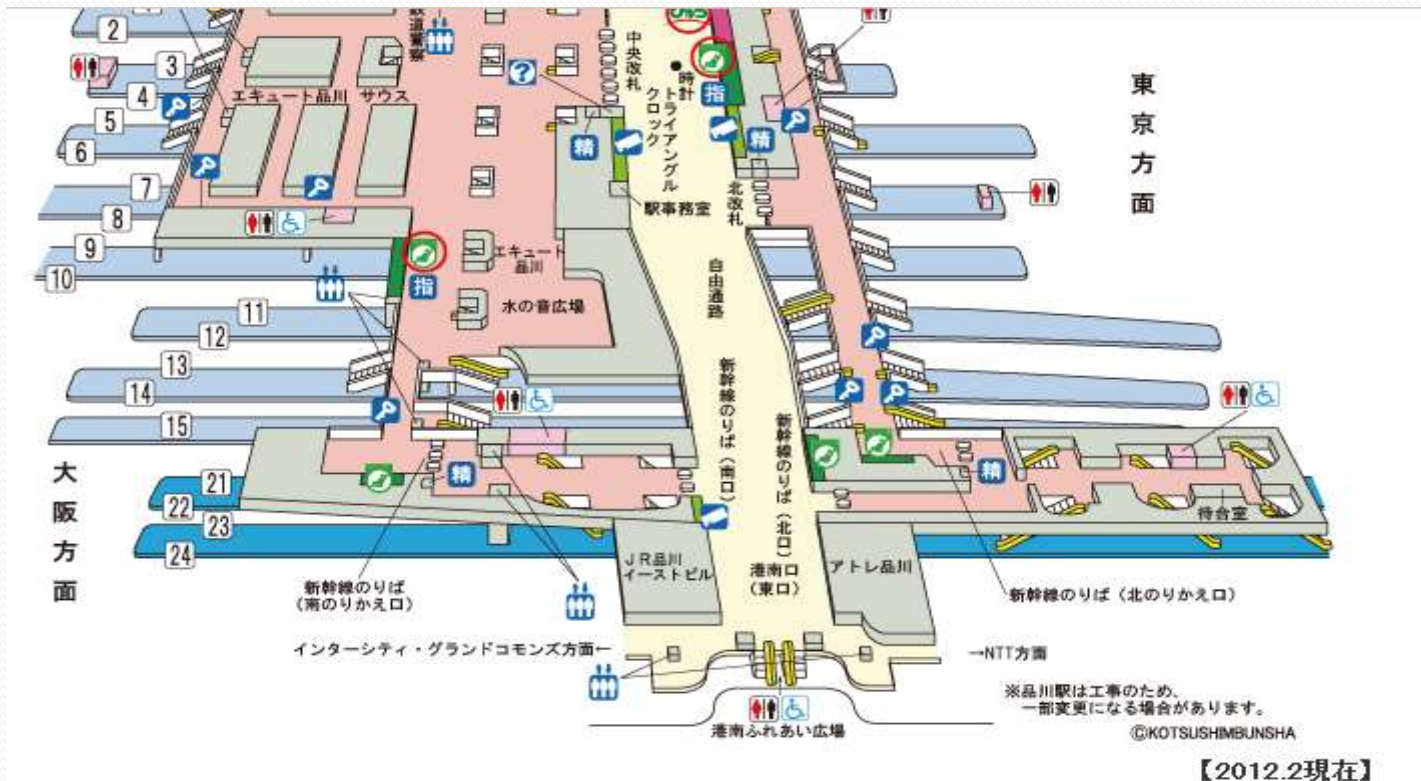 2
3
4
5
6
7
8
9
10
11
12
13
14
15
21
22
23
24
鉄道警察
中央改札
時計
トライアングル
クロック
指
?
精
精
エキュート品川 サウス
駅事務室
北改札
東京方面
エキュート
品川
指
水の音広場
自由通路
新幹線のりば(南口)
新幹線のりば(北口)
大阪方面
精
精
待合室
JR品川
イーストビル
港南口
(東口)
アトレ品川
新幹線のりば
(南のりかえ口)
新幹線のりば(北のりかえ口)
インターシティ・グランドコモンズ方面←
→NTT方面
※品川駅は工事のため、
一部変更になる場合があります。
©KOTSUSHIMBUNSHA
港南ふれあい広場
【2012.2現在】